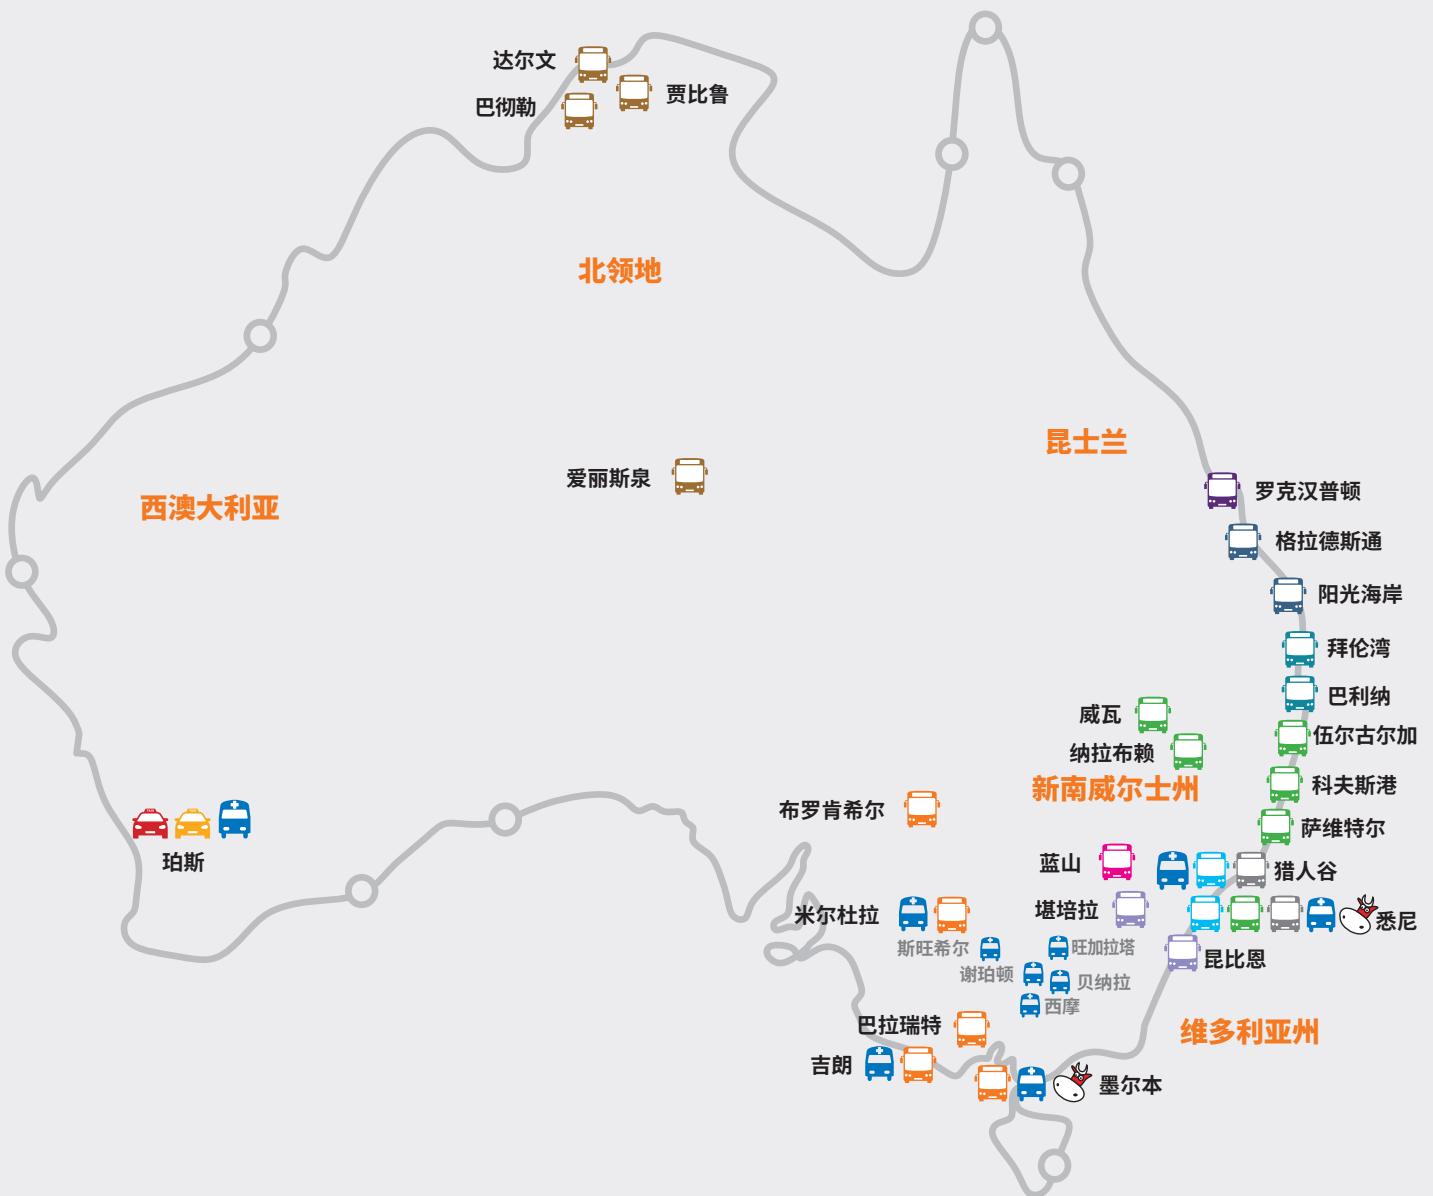 达尔文
巴彻勒
贾比鲁
北领地
昆士兰
爱丽斯泉
西澳大利亚
罗克汉普顿
格拉德斯通
阳光海岸
拜伦湾
巴利纳
威瓦
伍尔古尔加
纳拉布赖
新南威尔士州
科夫斯港
布罗肯希尔
萨维特尔
珀斯
蓝山
猎人谷
米尔杜拉
堪培拉
悉尼
斯旺希尔
旺加拉塔
昆比恩
谢珀顿
贝纳拉
西摩
巴拉瑞特
维多利亚州
吉朗
墨尔本